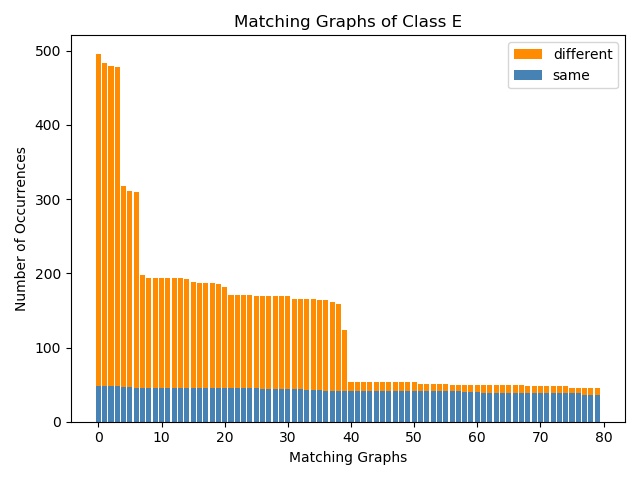 Matching Graphs of Class E
different
same
Number of Occurrences
500
400
300
200
100
0
0 10 20 30 40 50 60 70 80
Matching Graphs